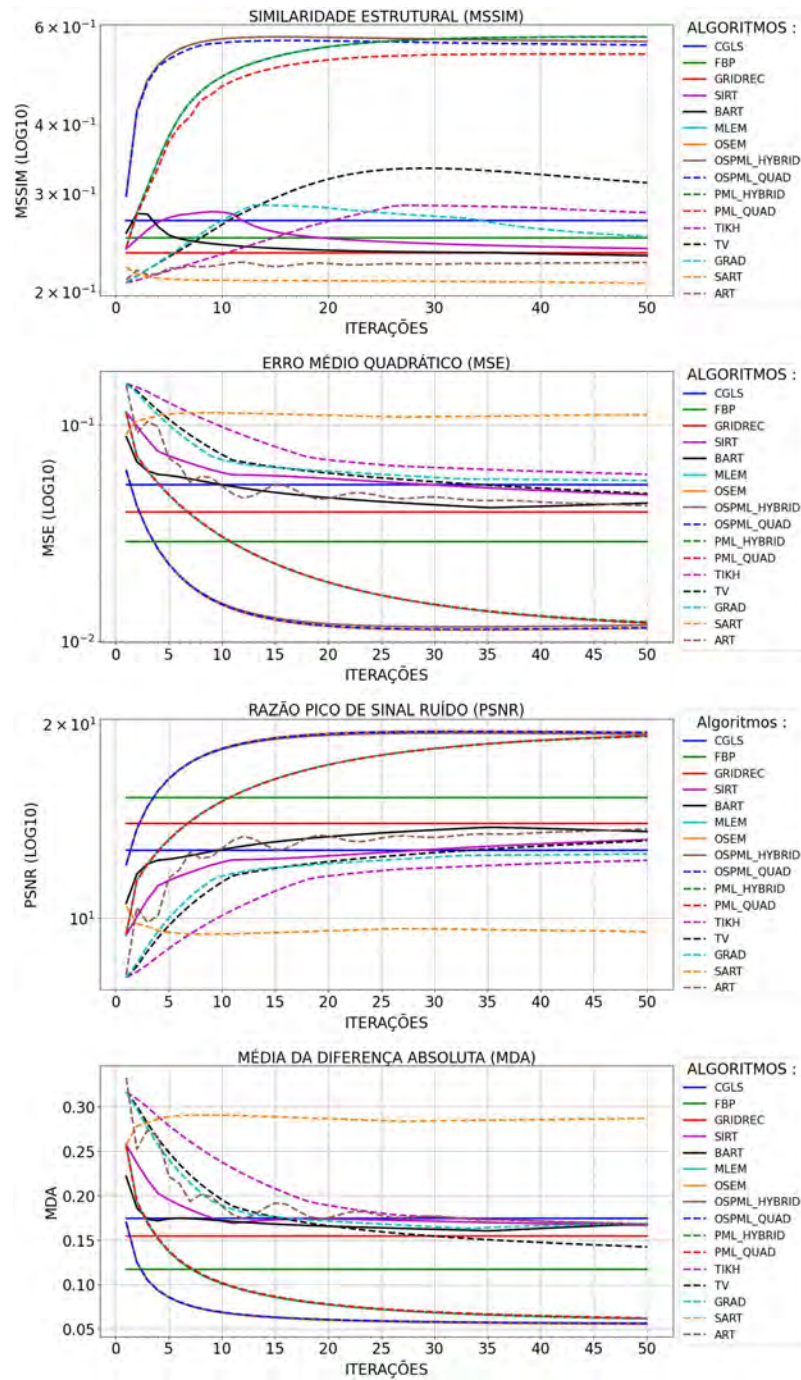 SIMILARIDADE ESTRUTURAL (MSSIM)
6 × 10⁻¹
4 × 10⁻¹
3 × 10⁻¹
2 × 10⁻¹
MSSIM (LOG10)
0 5 10 15 20 25 30 35 40 45 50
ITERAÇÕES
ALGORITMOS :
CGLS
FBP
GRIDREC
SIRT
BART
MLEM
OSEM
OSPML_HYBRID
OSPML_QUAD
PML_HYBRID
PML_QUAD
TIKH
TV
GRAD
SART
ART
ERRO MÉDIO QUADRÁTICO (MSE)
10⁻¹
10⁻²
MSE (LOG10)
0 5 10 15 20 25 30 35 40 45 50
ITERAÇÕES
ALGORITMOS :
CGLS
FBP
GRIDREC
SIRT
BART
MLEM
OSEM
OSPML_HYBRID
OSPML_QUAD
PML_HYBRID
PML_QUAD
TIKH
TV
GRAD
SART
ART
RAZÃO PICO DE SINAL RUÍDO (PSNR)
2 × 10¹
10¹
PSNR (LOG10)
0 5 10 15 20 25 30 35 40 45 50
ITERAÇÕES
Algoritmos :
CGLS
FBP
GRIDREC
SIRT
BART
MLEM
OSEM
OSPML_HYBRID
OSPML_QUAD
PML_HYBRID
PML_QUAD
TIKH
TV
GRAD
SART
ART
MÉDIA DA DIFERENÇA ABSOLUTA (MDA)
0.30
0.25
0.20
0.15
0.10
0.05
MDA
0 5 10 15 20 25 30 35 40 45 50
ITERAÇÕES
ALGORITMOS :
CGLS
FBP
GRIDREC
SIRT
BART
MLEM
OSEM
OSPML_HYBRID
OSPML_QUAD
PML_HYBRID
PML_QUAD
TIKH
TV
GRAD
SART
ART